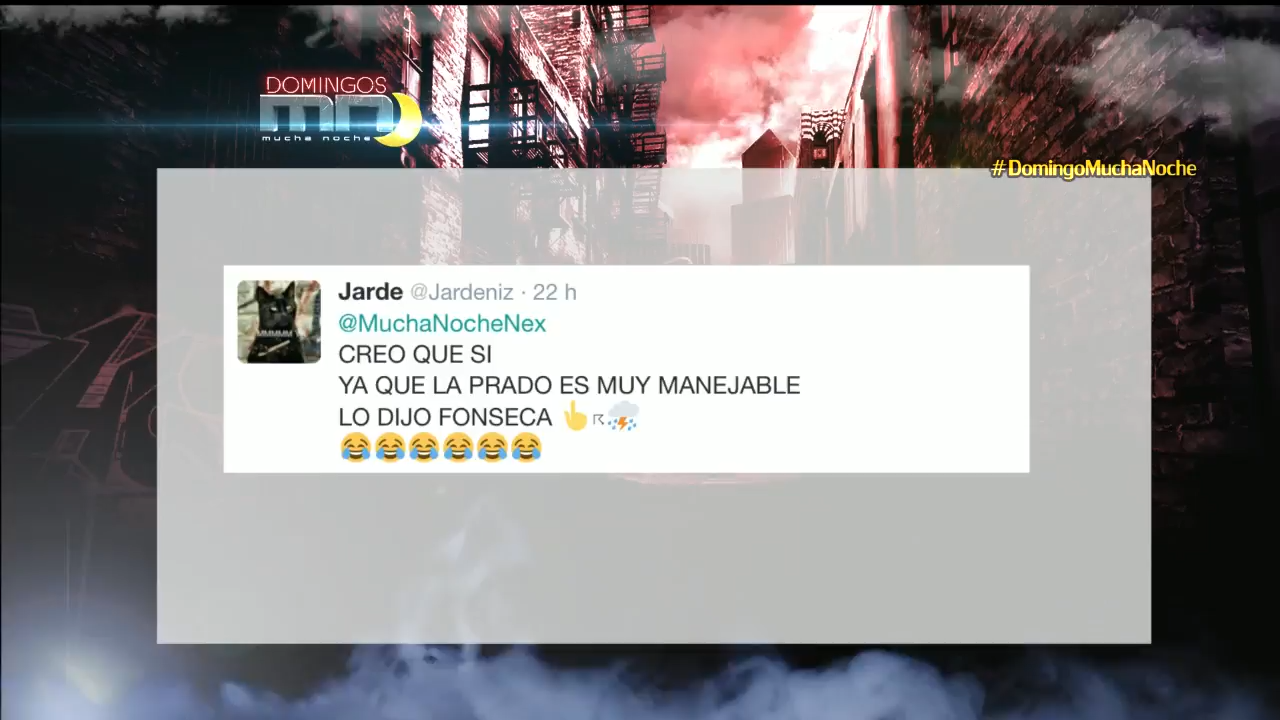 DOMINGOS
mn
mucha noche
#DomingoMuchaNoche
Jarde @Jardeniz · 22 h
@MuchaNocheNex
CREO QUE SI
YA QUE LA PRADO ES MUY MANEJABLE
LO DIJO FONSECA 👆☈⛈
😂😂😂😂😂😂